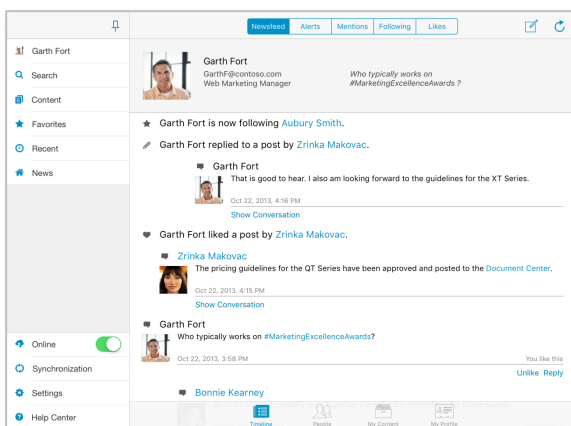 Newsfeed Alerts Mentions Following Likes
Garth Fort
Search
Content
Favorites
Recent
News
Online
Synchronization
Settings
Help Center
Garth Fort
GarthF@contoso.com
Web Marketing Manager
Who typically works on
#MarketingExcellenceAwards ?
Garth Fort is now following Aubury Smith.
Garth Fort replied to a post by Zrinka Makovac.
Garth Fort
That is good to hear. I also am looking forward to the guidelines for the XT Series.
Oct 22, 2013, 4:16 PM
Show Conversation
Garth Fort liked a post by Zrinka Makovac.
Zrinka Makovac
The pricing guidelines for the QT Series have been approved and posted to the Document Center.
Oct 22, 2013, 4:15 PM
Show Conversation
Garth Fort
Who typically works on #MarketingExcellenceAwards?
Oct 22, 2013, 3:58 PM You like this
Unlike Reply
Bonnie Kearney
Timeline People My Content My Profile